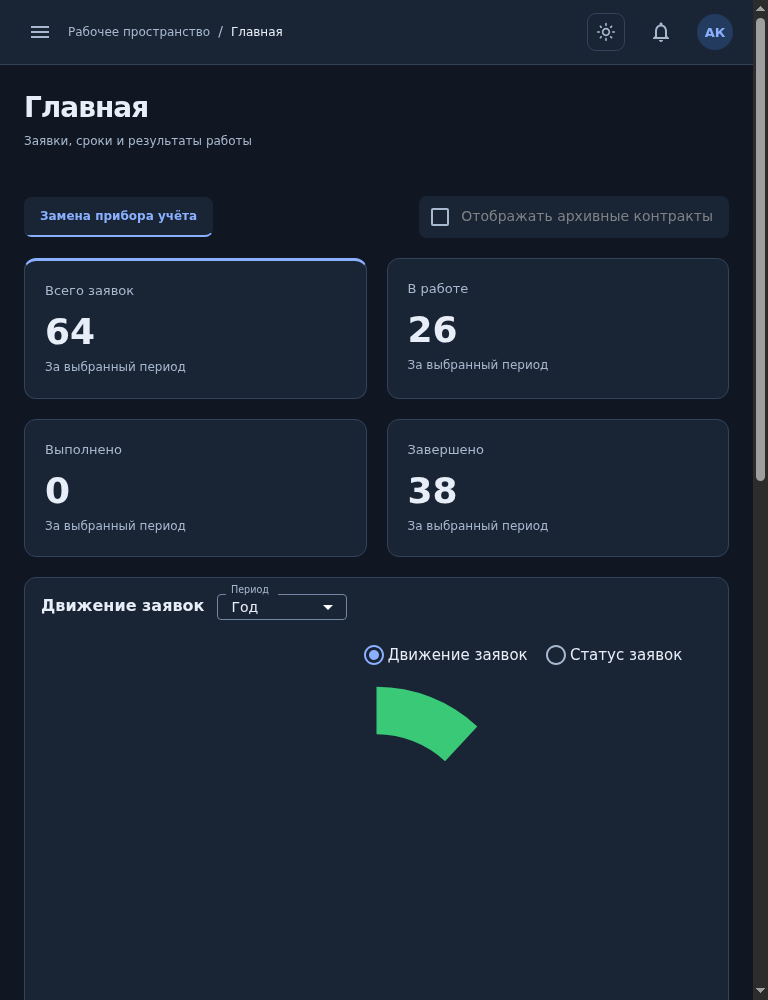 Рабочее пространство / Главная
АК
Главная
Заявки, сроки и результаты работы
Замена прибора учёта
Отображать архивные контракты
Всего заявок
64
За выбранный период
В работе
26
За выбранный период
Выполнено
0
За выбранный период
Завершено
38
За выбранный период
Движение заявок
Период
Год
Движение заявок
Статус заявок